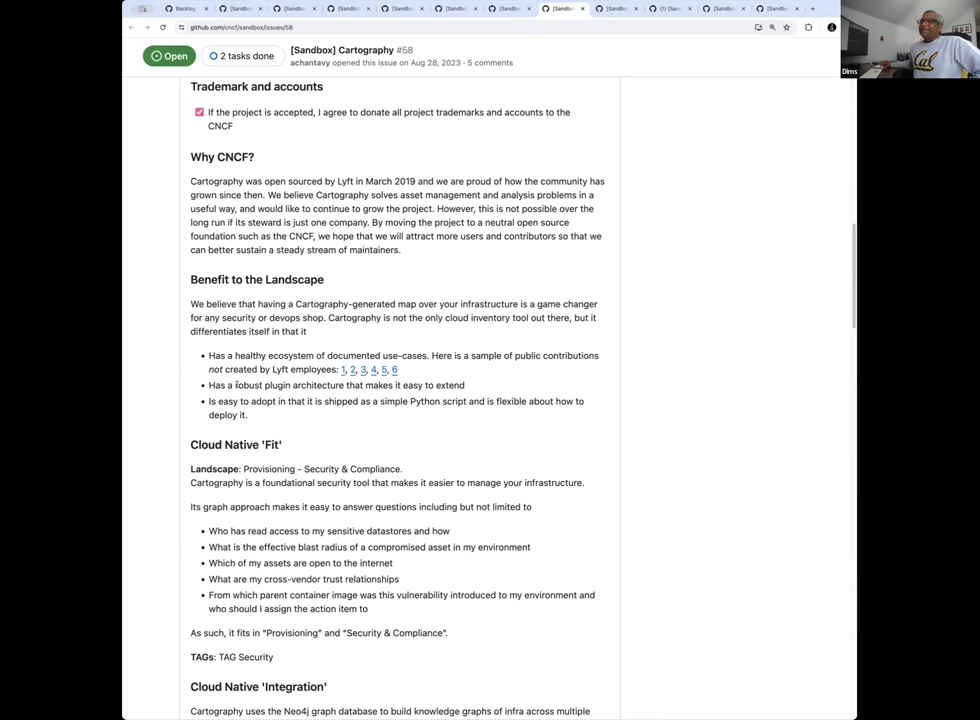 Backlog
[Sandbox
[Sandbox]
[Sandbox]
[Sandbox]
[Sandbox]
[Sandbox]
[Sandbox
[Sandbox]
(1) [San
[Sandbox]
[Sandbox]
github.com/cncf/sandbox/issues/58
Open
2 tasks done
[Sandbox] Cartography #58
achantavy opened this issue on Aug 28, 2023 · 5 comments
Dims
Cal
Trademark and accounts
If the project is accepted, I agree to donate all project trademarks and accounts to the
CNCF
Why CNCF?
Cartography was open sourced by Lyft in March 2019 and we are proud of how the community has
grown since then. We believe Cartography solves asset management and analysis problems in a
useful way, and would like to continue to grow the project. However, this is not possible over the
long run if its steward is just one company. By moving the project to a neutral open source
foundation such as the CNCF, we hope that we will attract more users and contributors so that we
can better sustain a steady stream of maintainers.
Benefit to the Landscape
We believe that having a Cartography-generated map over your infrastructure is a game changer
for any security or devops shop. Cartography is not the only cloud inventory tool out there, but it
differentiates itself in that it
• Has a healthy ecosystem of documented use-cases. Here is a sample of public contributions
not created by Lyft employees: 1, 2, 3, 4, 5, 6
• Has a robust plugin architecture that makes it easy to extend
• Is easy to adopt in that it is shipped as a simple Python script and is flexible about how to
deploy it.
Cloud Native 'Fit'
Landscape: Provisioning - Security & Compliance.
Cartography is a foundational security tool that makes it easier to manage your infrastructure.
Its graph approach makes it easy to answer questions including but not limited to
• Who has read access to my sensitive datastores and how
• What is the effective blast radius of a compromised asset in my environment
• Which of my assets are open to the internet
• What are my cross-vendor trust relationships
• From which parent container image was this vulnerability introduced to my environment and
who should I assign the action item to
As such, it fits in “Provisioning” and “Security & Compliance”.
TAGs: TAG Security
Cloud Native 'Integration'
Cartography uses the Neo4j graph database to build knowledge graphs of infra across multiple